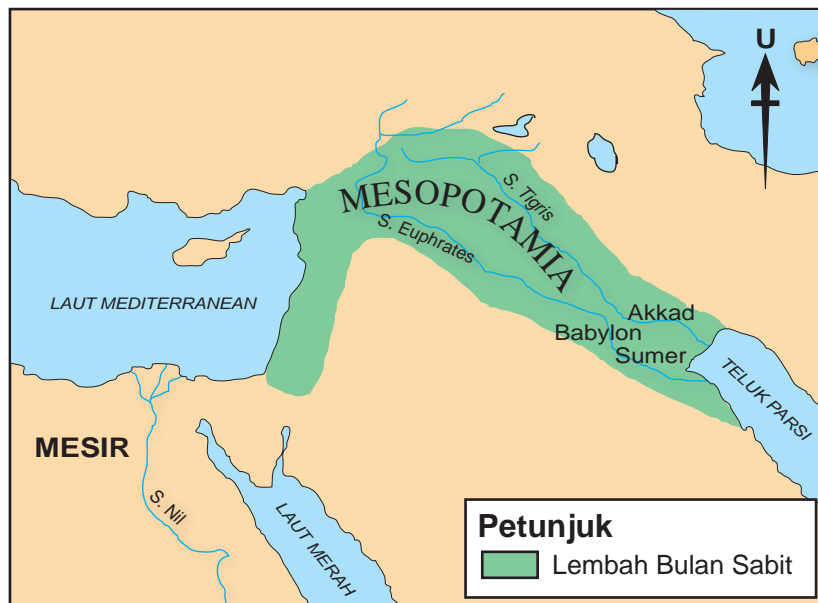 U
MESOPOTAMIA
S. Tigris
S. Euphrates
LAUT MEDITERRANEAN
Akkad
Babylon
Sumer
TELUK PARSI
MESIR
S. Nil
LAUT MERAH
Petunjuk
Lembah Bulan Sabit